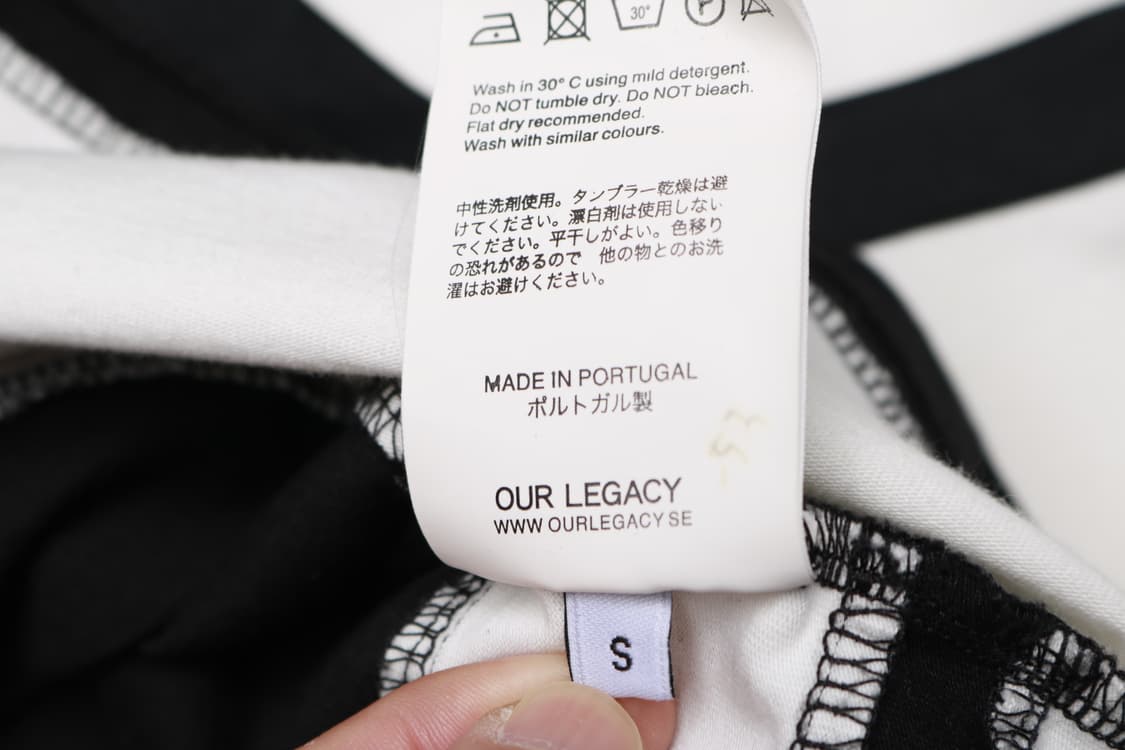 30°
P
Wash in 30° C using mild detergent.
Do NOT tumble dry. Do NOT bleach.
Flat dry recommended.
Wash with similar colours.
中性洗剤使用。タンブラー乾燥は避
けてください。漂白剤は使用しない
でください。平干しがよい。色移り
の恐れがあるので　他の物とのお洗
濯はお避けください。
MADE IN PORTUGAL
ポルトガル製
OUR LEGACY
WWW OURLEGACY SE
S